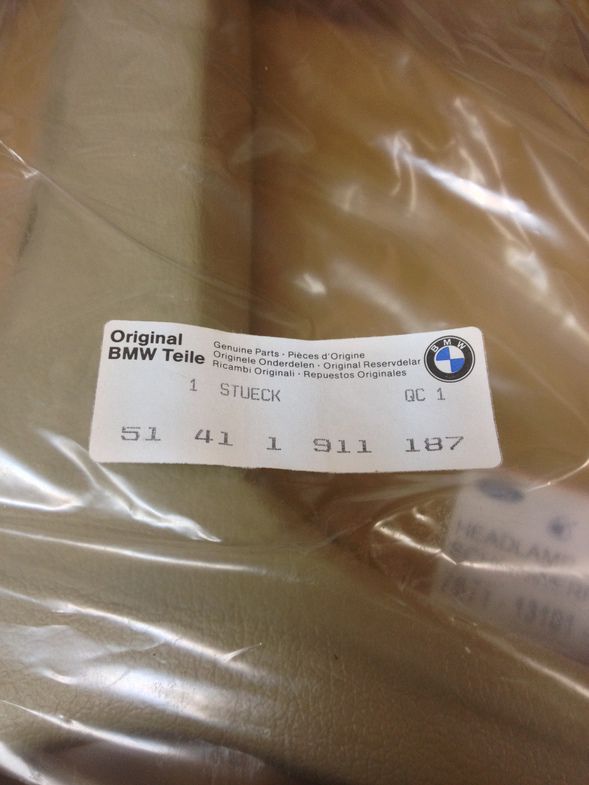 Original
BMW Teile
Genuine Parts · Pièces d'Origine
Originele Onderdelen · Original Reservdelar
Ricambi Originali · Repuestos Originales
BMW
1 STUECK QC 1
51 41 1 911 187
HEADLAMP